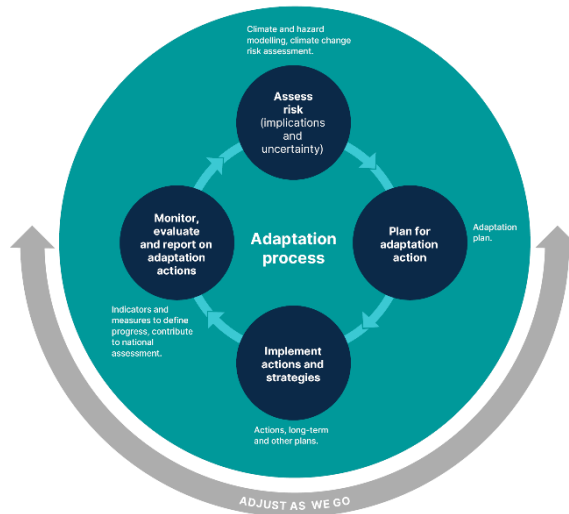 Climate and hazard
modelling, climate change
risk assessment.
Assess
risk
(implications
and
uncertainty)
Monitor,
evaluate
and report on
adaptation
actions
Adaptation
process
Plan for
adaptation
action
Adaptation
plan.
Indicators and
measures to define
progress, contribute
to national
assessment.
Implement
actions and
strategies
Actions, long-term
and other plans.
ADJUST AS WE GO